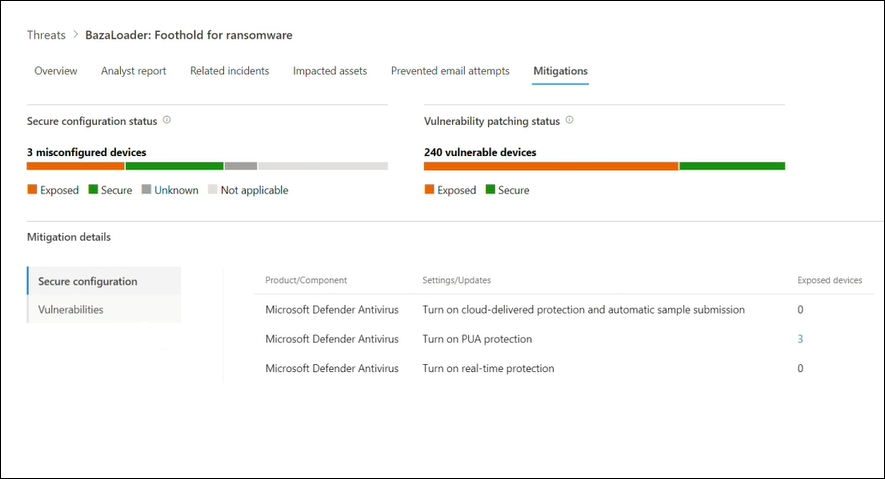 Threats > BazaLoader: Foothold for ransomware
Overview Analyst report Related incidents Impacted assets Prevented email attempts Mitigations
Secure configuration status
3 misconfigured devices
Exposed Secure Unknown Not applicable
Vulnerability patching status
240 vulnerable devices
Exposed Secure
Mitigation details
Secure configuration
Vulnerabilities
Product/Component Settings/Updates Exposed devices
Microsoft Defender Antivirus Turn on cloud-delivered protection and automatic sample submission 0
Microsoft Defender Antivirus Turn on PUA protection 3
Microsoft Defender Antivirus Turn on real-time protection 0